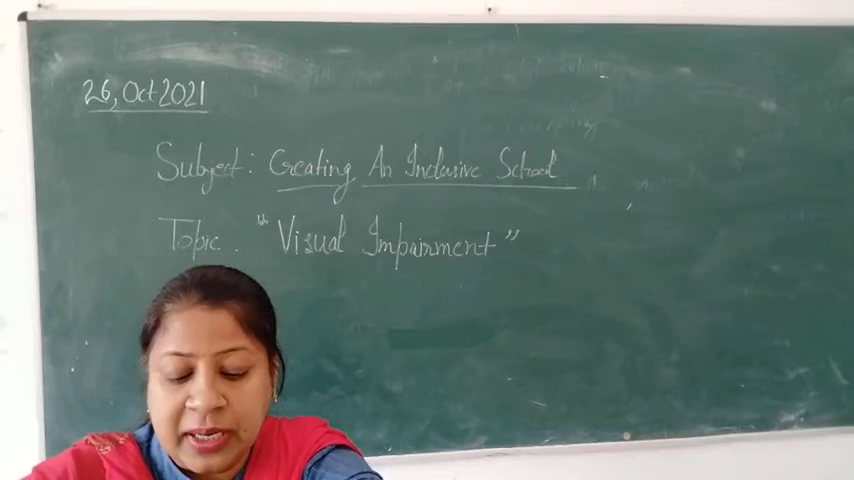 26, Oct 2021
Subject: Creating An Inclusive School
Topic. "Visual Impairment"